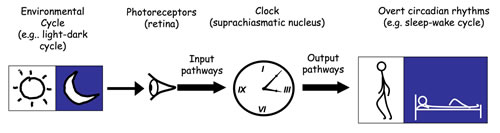 Environmental
Cycle
(e.g.. light-dark
cycle)
Photoreceptors
(retina)
Clock
(suprachiasmatic nucleus)
Overt circadian rhythms
(e.g. sleep-wake cycle)
Input
pathways
I
III
VI
IX
Output
pathways